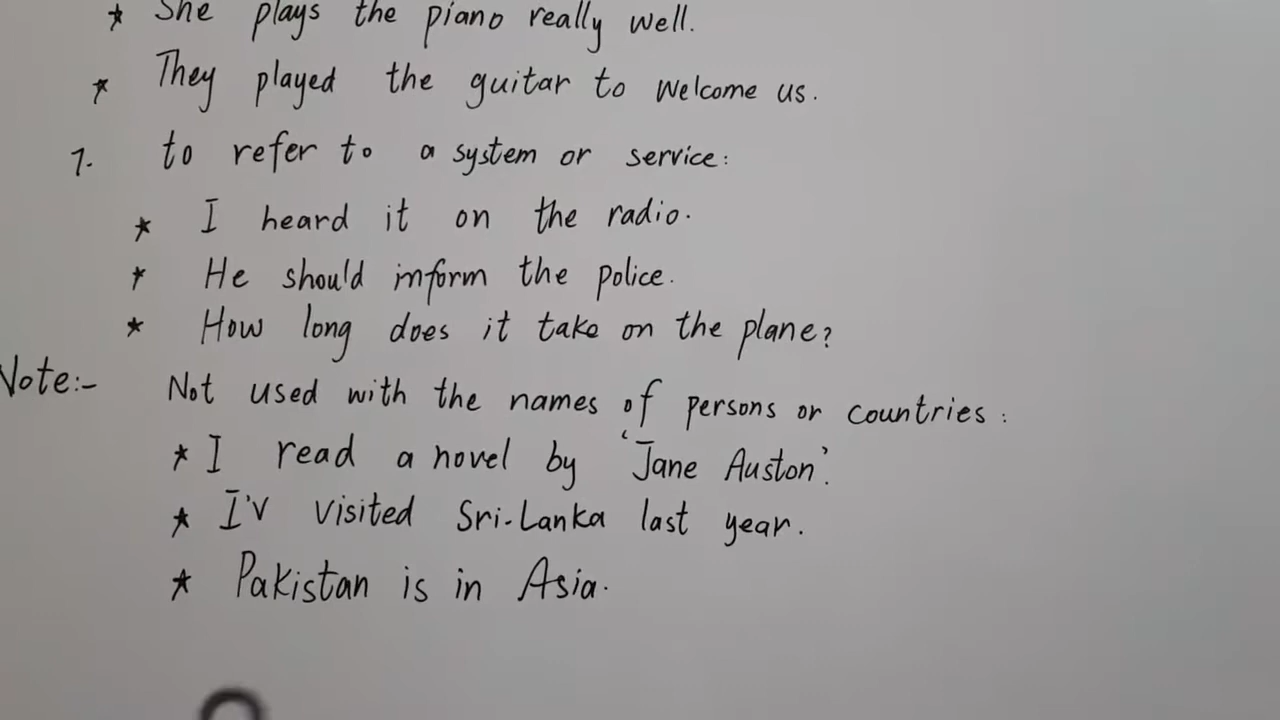 * She plays the piano really well.
* They played the guitar to welcome us.
7. to refer to a system or service:
* I heard it on the radio.
* He should inform the police.
* How long does it take on the plane?
Note:- Not used with the names of persons or countries:
* I read a novel by 'Jane Auston'.
* I'v visited Sri-Lanka last year.
* Pakistan is in Asia.